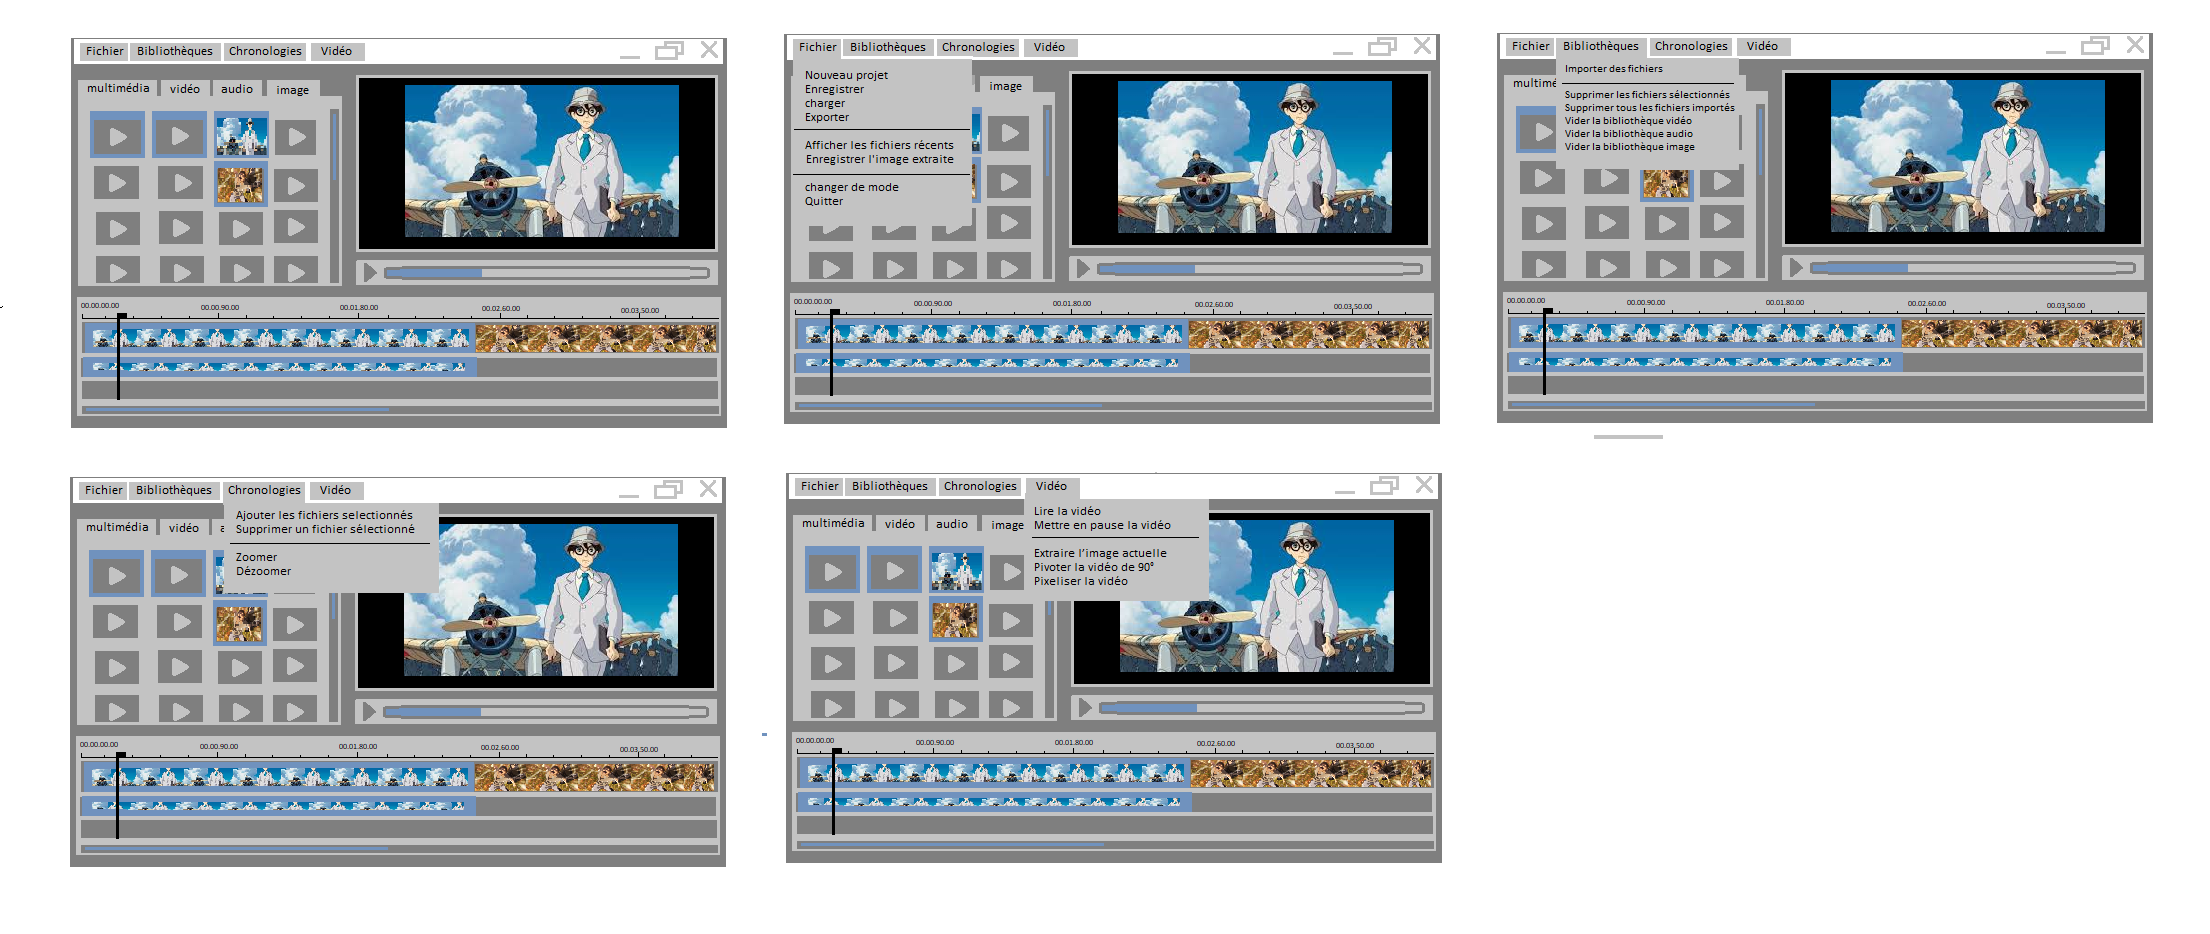 Fichier Bibliothèques Chronologies Vidéo
multimédia vidéo audio image
00.00.00.00 00.00.90.00 00.01.80.00 00.02.60.00 00.03,50.00
Fichier Bibliothèques Chronologies Vidéo
Nouveau projet
Enregistrer
charger
Exporter
Afficher les fichiers récents
Enregistrer l'image extraite
changer de mode
Quitter
image
00.00.00.00 00.00.90.00 00.01.80.00 00.02.60.00 00.03,50.00
Fichier Bibliothèques Chronologies Vidéo
Importer des fichiers
Supprimer les fichiers sélectionnés
Supprimer tous les fichiers importés
Vider la bibliothèque vidéo
Vider la bibliothèque audio
Vider la bibliothèque image
multimé
00.00.00.00 00.00.90.00 00.01.80.00 00.02.60.00 00.03,50.00
Fichier Bibliothèques Chronologies Vidéo
Ajouter les fichiers selectionnés
Supprimer un fichier sélectionné
Zoomer
Dézoomer
multimédia vidéo a
00.00.00.00 00.00.90.00 00.01.80.00 00.02.60.00 00.03,50.00
Fichier Bibliothèques Chronologies Vidéo
Lire la vidéo
Mettre en pause la vidéo
Extraire l'image actuelle
Pivoter la vidéo de 90°
Pixeliser la vidéo
multimédia vidéo audio image
00.00.00.00 00.00.90.00 00.01.80.00 00.02.60.00 00.03,50.00